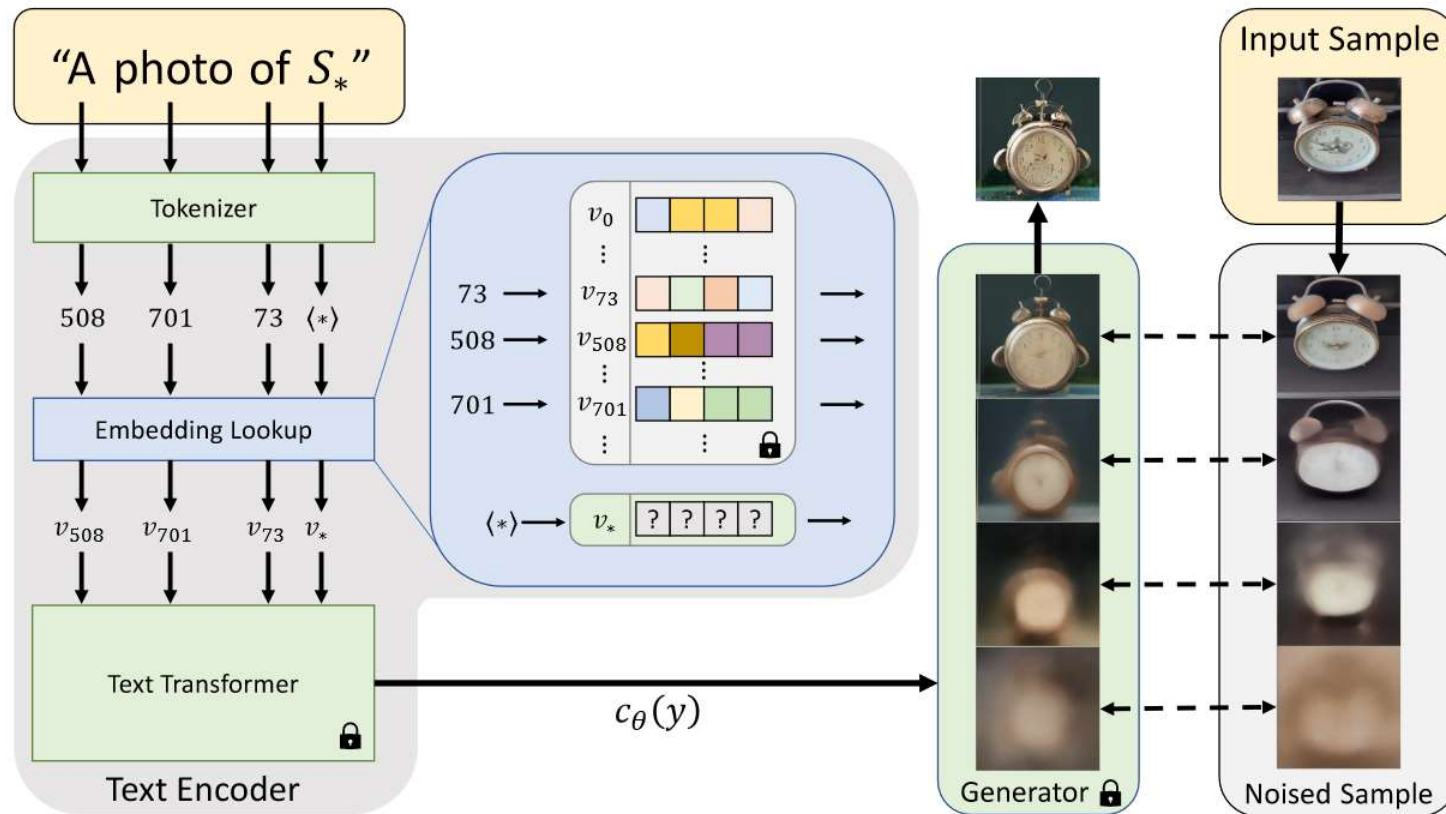 “A photo of S*”
Tokenizer
508 701 73 ⟨*⟩
Embedding Lookup
v508 v701 v73 v*
Text Transformer
Text Encoder
v0
⋮ ⋮
73 v73
508 v508
⋮ ⋮
701 v701
⋮ ⋮
⟨*⟩ v* ? ? ? ?
cθ(y)
Generator
Input Sample
Noised Sample